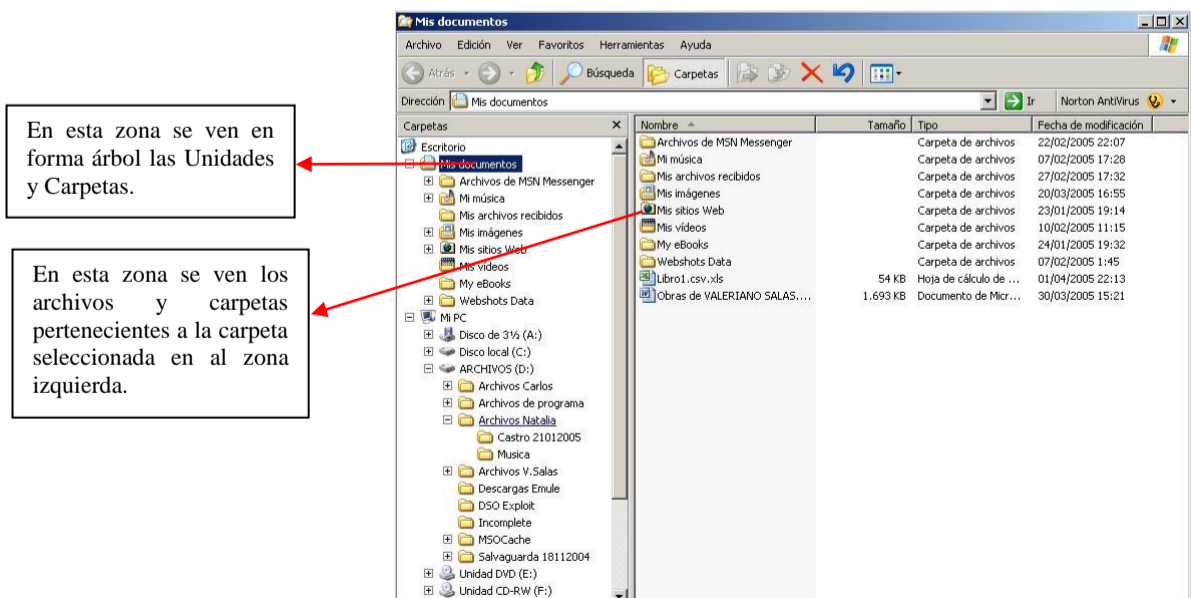 Mis documentos
Archivo Edición Ver Favoritos Herramientas Ayuda
Atrás Búsqueda Carpetas
Dirección Mis documentos Ir Norton AntiVirus
En esta zona se ven en
forma árbol las Unidades
y Carpetas.
En esta zona se ven los
archivos y carpetas
pertenecientes a la carpeta
seleccionada en al zona
izquierda.
Carpetas
Escritorio
Mis documentos
Archivos de MSN Messenger
Mi música
Mis archivos recibidos
Mis imágenes
Mis sitios Web
Mis vídeos
My eBooks
Webshots Data
Mi PC
Disco de 3½ (A:)
Disco local (C:)
ARCHIVOS (D:)
Archivos Carlos
Archivos de programa
Archivos Natalia
Castro 21012005
Musica
Archivos V.Salas
Descargas Emule
DSO Exploit
Incomplete
MSOCache
Salvaguarda 18112004
Unidad DVD (E:)
Unidad CD-RW (F:)
Nombre Tamaño Tipo Fecha de modificación
Archivos de MSN Messenger Carpeta de archivos 22/02/2005 22:07
Mi música Carpeta de archivos 07/02/2005 17:28
Mis archivos recibidos Carpeta de archivos 27/02/2005 17:32
Mis imágenes Carpeta de archivos 20/03/2005 16:55
Mis sitios Web Carpeta de archivos 23/01/2005 19:14
Mis vídeos Carpeta de archivos 10/02/2005 11:15
My eBooks Carpeta de archivos 24/01/2005 19:32
Webshots Data Carpeta de archivos 07/02/2005 1:45
Libro1.csv.xls 54 KB Hoja de cálculo de ... 01/04/2005 22:13
Obras de VALERIANO SALAS.... 1.693 KB Documento de Micr... 30/03/2005 15:21